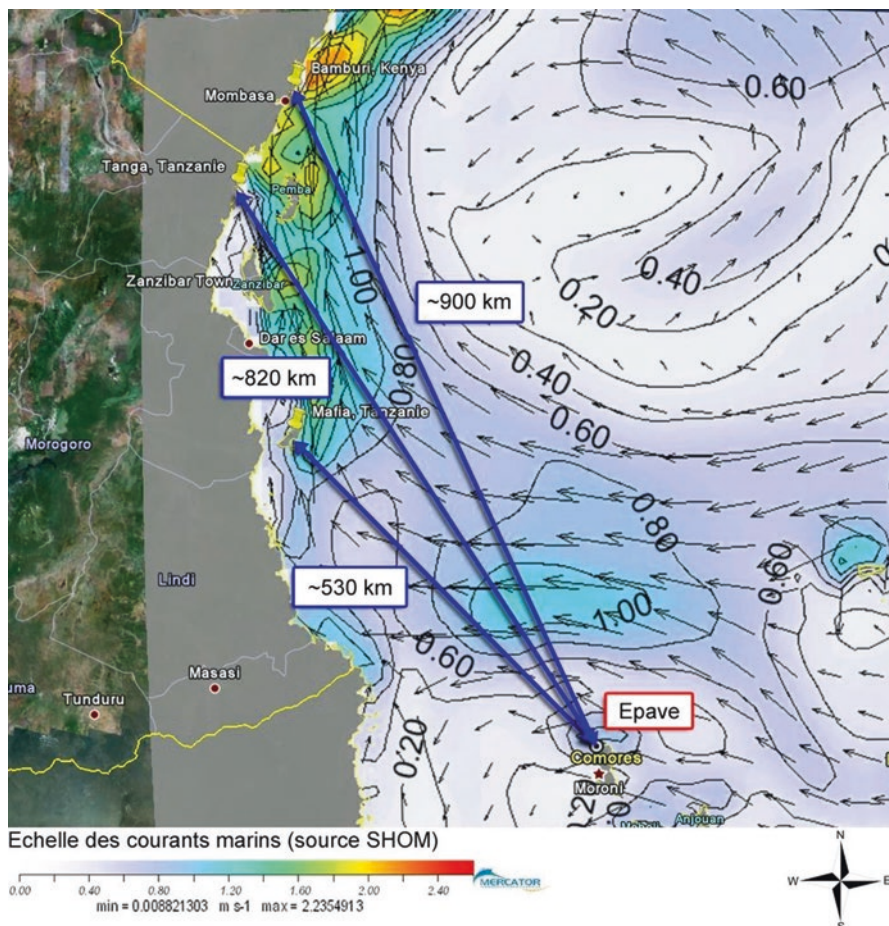 Bamburi, Kenya
Mombasa
0.60
Tanga, Tanzanie
Pemba
1.00
0.40
Zanzibar Town
Zanzibar
0.20
~900 km
Dar es Salaam
0.80
0.40
~820 km
Mafia, Tanzanie
0.60
Morogoro
0.80
0.60
Lindi
~530 km
1.00
0.60
Masasi
Tunduru
Epave
0.20
Comores
Moroni
Anjouan
Echelle des courants marins (source SHOM)
0.00 0.40 0.80 1.20 1.60 2.00 2.40
MERCATOR
min = 0.008821303 m s-1 max = 2.2354913
N
W E
S